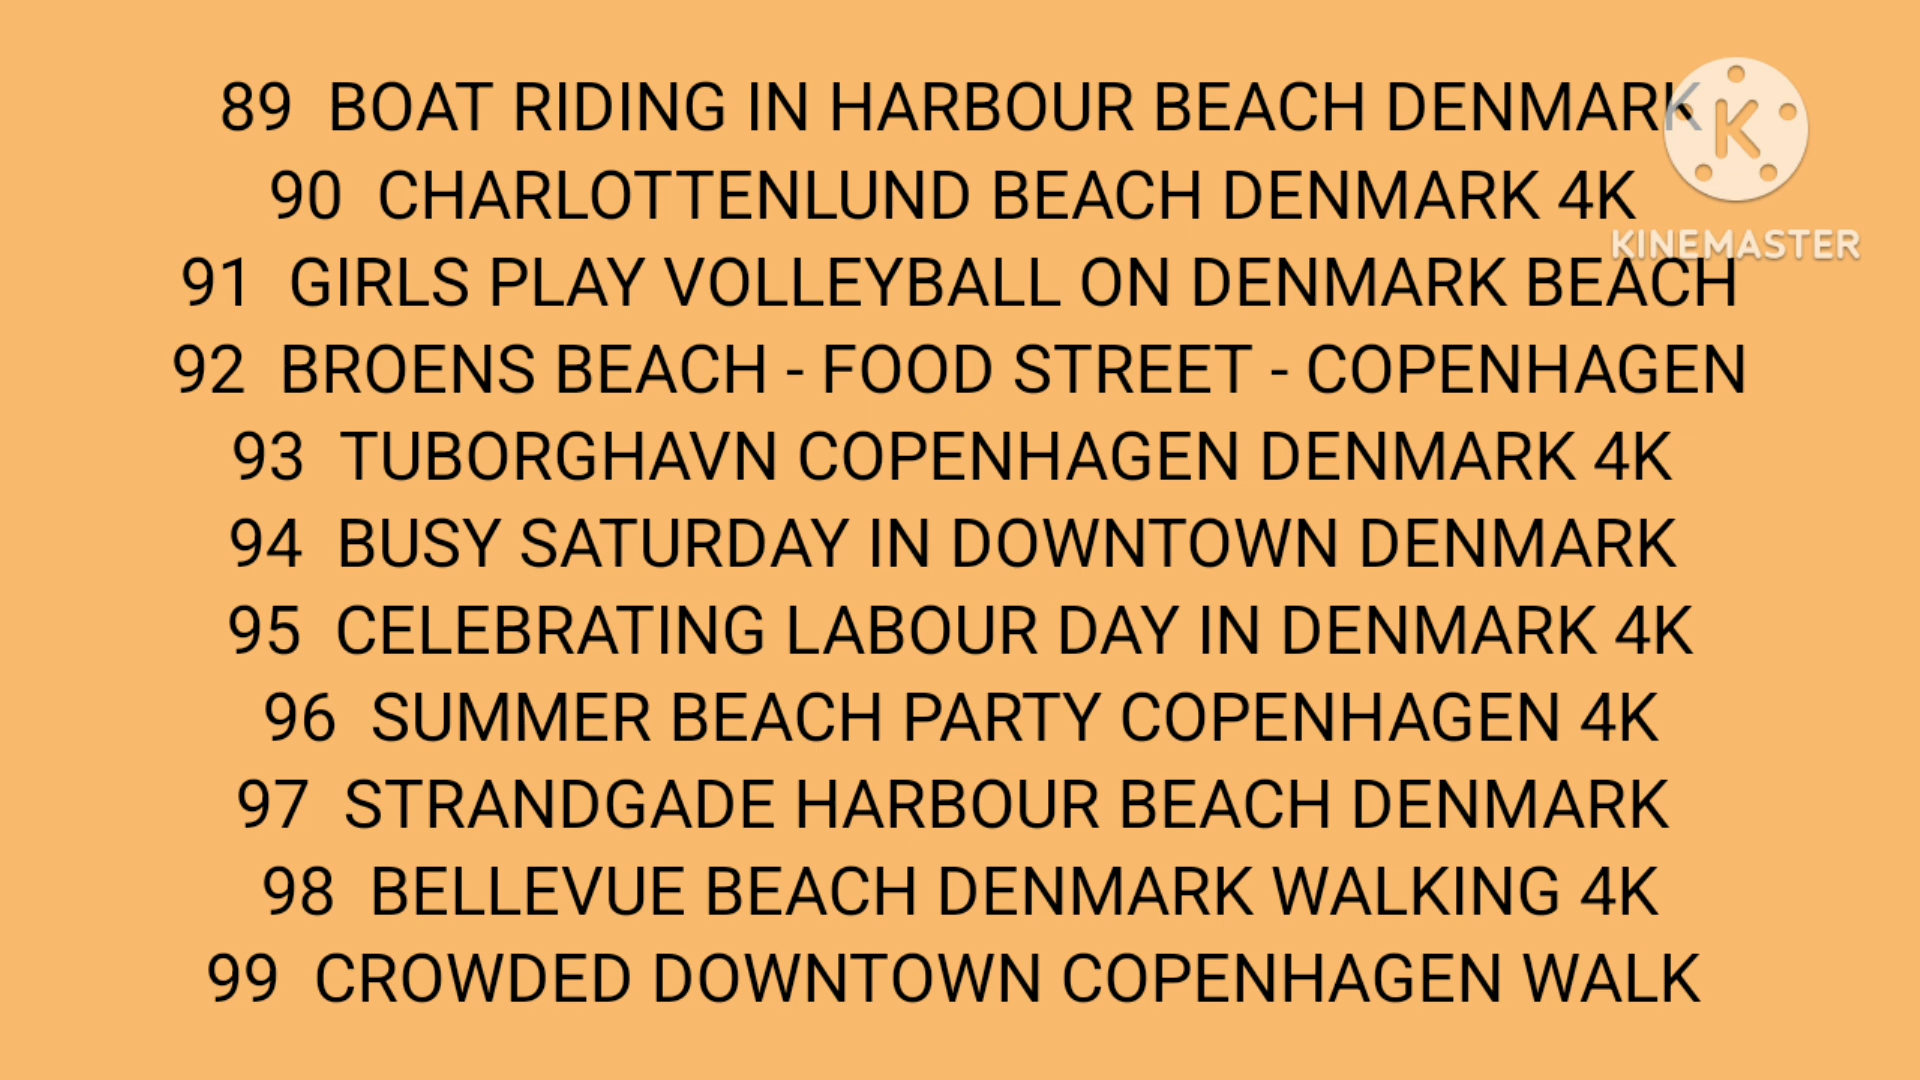 89 BOAT RIDING IN HARBOUR BEACH DENMARK
90 CHARLOTTENLUND BEACH DENMARK 4K
KINEMASTER
91 GIRLS PLAY VOLLEYBALL ON DENMARK BEACH
92 BROENS BEACH - FOOD STREET - COPENHAGEN
93 TUBORGHAVN COPENHAGEN DENMARK 4K
94 BUSY SATURDAY IN DOWNTOWN DENMARK
95 CELEBRATING LABOUR DAY IN DENMARK 4K
96 SUMMER BEACH PARTY COPENHAGEN 4K
97 STRANDGADE HARBOUR BEACH DENMARK
98 BELLEVUE BEACH DENMARK WALKING 4K
99 CROWDED DOWNTOWN COPENHAGEN WALK